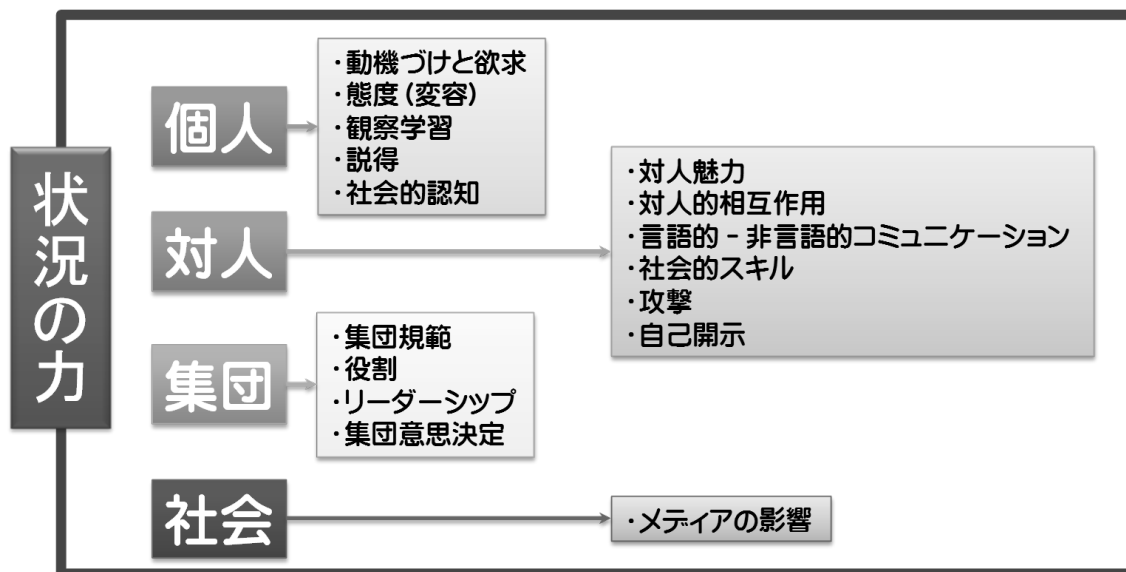 状況の力
個人
・動機づけと欲求
・態度(変容)
・観察学習
・説得
・社会的認知
対人
・対人魅力
・対人的相互作用
・言語的‐非言語的コミュニケーション
・社会的スキル
・攻撃
・自己開示
集団
・集団規範
・役割
・リーダーシップ
・集団意思決定
社会
・メディアの影響